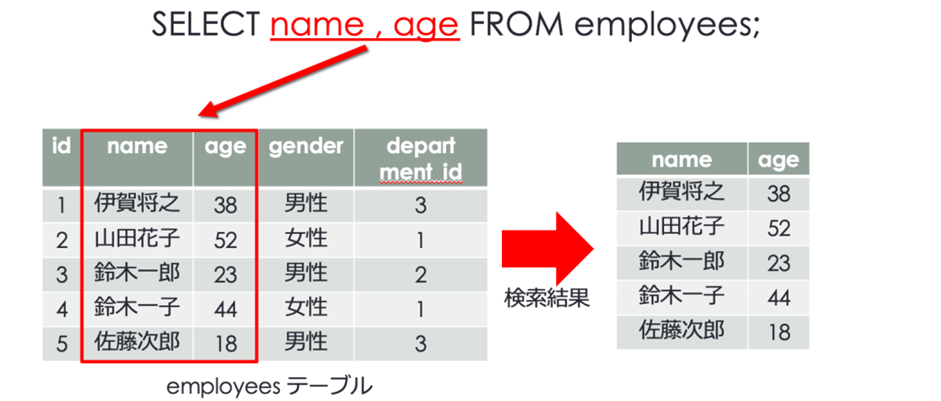 SELECT name , age FROM employees;
id name age gender depart
ment_id
1 伊賀将之 38 男性 3
2 山田花子 52 女性 1
3 鈴木一郎 23 男性 2
4 鈴木一子 44 女性 1
5 佐藤次郎 18 男性 3
employees テーブル
検索結果
name age
伊賀将之 38
山田花子 52
鈴木一郎 23
鈴木一子 44
佐藤次郎 18